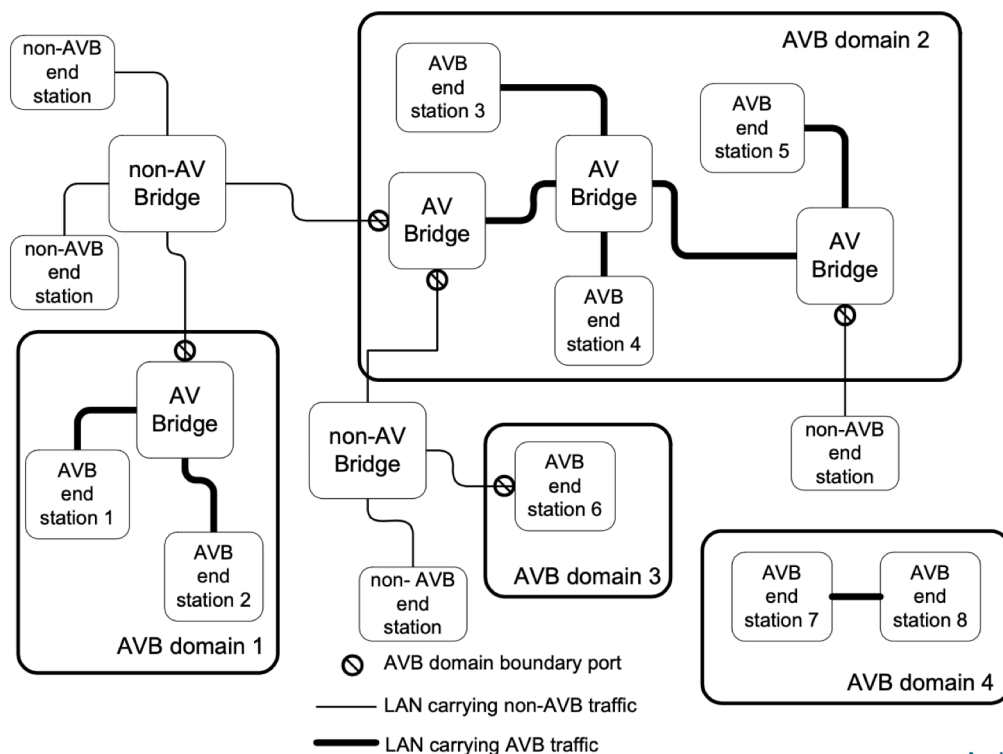 AVB domain 2
non-AVB
end
station
AVB
end
station 3
AVB
end
station 5
non-AV
Bridge
AV
Bridge
AV
Bridge
non-AVB
end
station
AV
Bridge
AVB
end
station 4
AV
Bridge
non-AV
Bridge
non-AVB
end
station
AVB
end
station 1
AVB
end
station 6
AVB
end
station 2
AVB domain 1
non- AVB
end
station
AVB domain 3
AVB
end
station 7
AVB
end
station 8
AVB domain 4
AVB domain boundary port
LAN carrying non-AVB traffic
LAN carrying AVB traffic